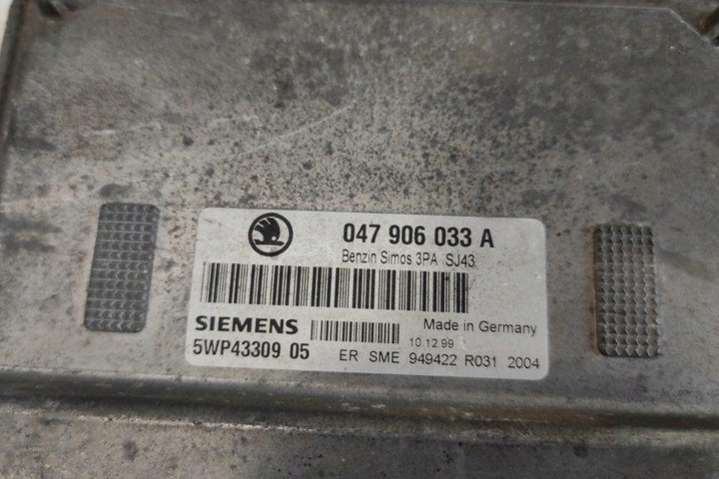 047 906 033 A
Benzin Simos 3PA SJ43
SIEMENS
Made in Germany
10.12.99
5WP43309 05
ER SME 949422 R031 2004